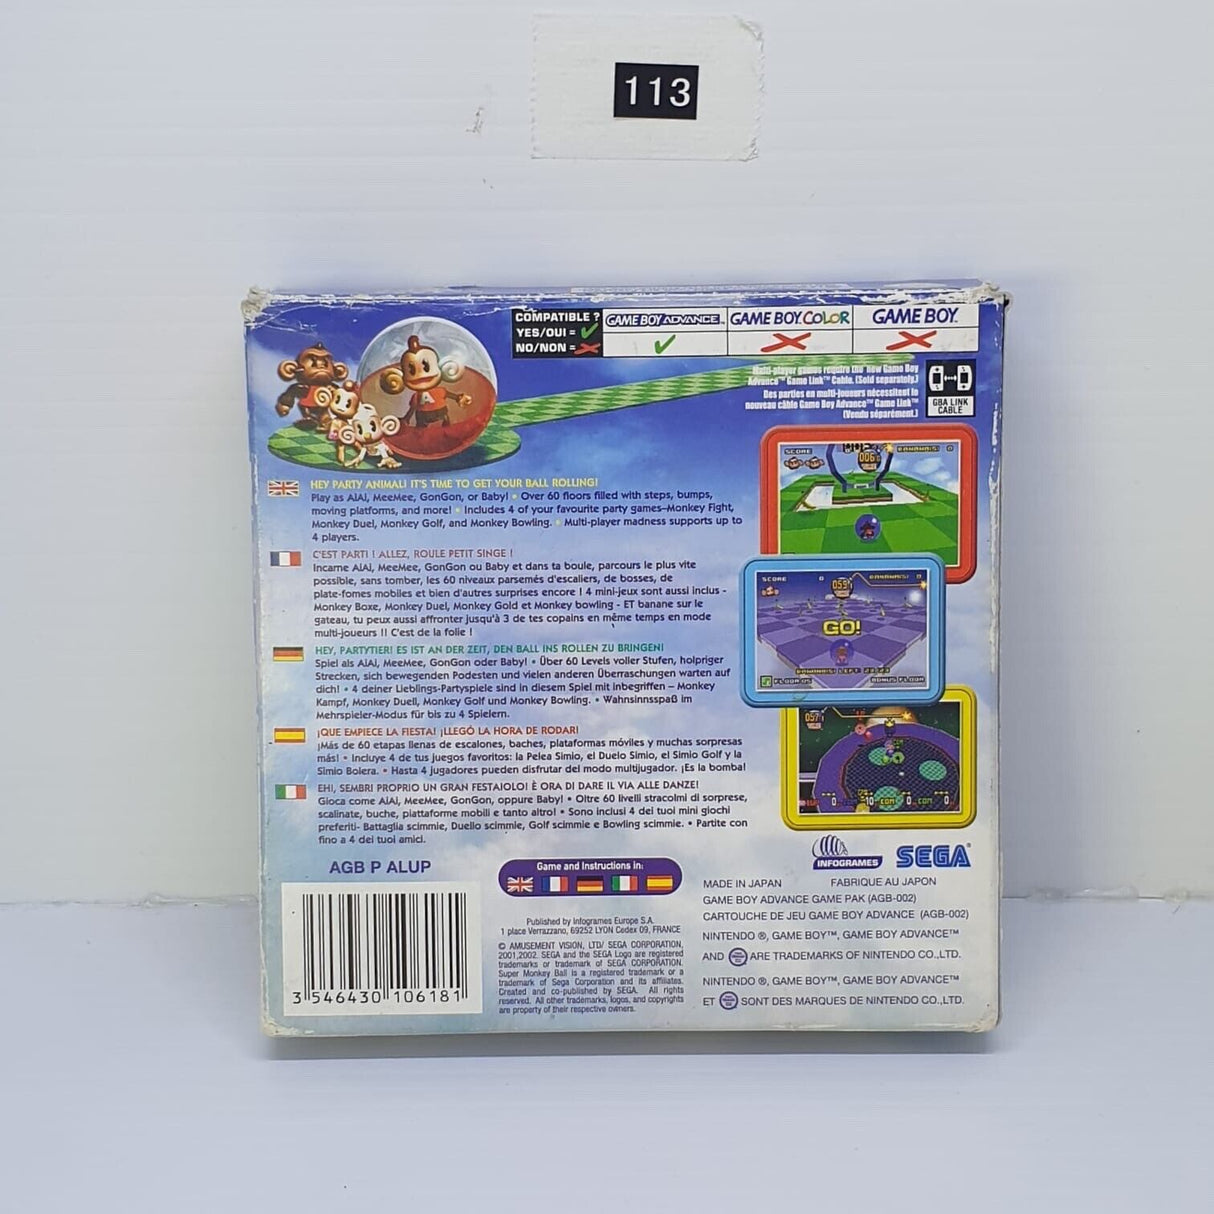 113
COMPATIBLE ? GAME BOY ADVANCE GAME BOY COLOR GAME BOY
YES/OUI =
NO/NON =
Multi-player games require the new Game Boy
Advance™ Game Link™ Cable. (Sold separately.)
Des parties en multi-joueurs nécessitent le
nouveau câble Game Boy Advance™ Game Link™
(Vendu séparément.)
GBA LINK
CABLE
HEY PARTY ANIMAL! IT'S TIME TO GET YOUR BALL ROLLING!
Play as AiAi, MeeMee, GonGon, or Baby! • Over 60 floors filled with steps, bumps,
moving platforms, and more! • Includes 4 of your favourite party games–Monkey Fight,
Monkey Duel, Monkey Golf, and Monkey Bowling. • Multi-player madness supports up to
4 players.
C'EST PARTI ! ALLEZ, ROULE PETIT SINGE !
Incarne AiAi, MeeMee, GonGon ou Baby et dans ta boule, parcours le plus vite
possible, sans tomber, les 60 niveaux parsemés d'escaliers, de bosses, de
plate-fomes mobiles et bien d'autres surprises encore ! 4 mini-jeux sont aussi inclus -
Monkey Boxe, Monkey Duel, Monkey Gold et Monkey bowling - ET banane sur le
gateau, tu peux aussi affronter jusqu'à 3 de tes copains en même temps en mode
multi-joueurs !! C'est de la folie !
HEY, PARTYTIER! ES IST AN DER ZEIT, DEN BALL INS ROLLEN ZU BRINGEN!
Spiel als AiAi, MeeMee, GonGon oder Baby! • Über 60 Levels voller Stufen, holpriger
Strecken, sich bewegenden Podesten und vielen anderen Überraschungen warten auf
dich! • 4 deiner Lieblings-Partyspiele sind in diesem Spiel mit inbegriffen – Monkey
Kampf, Monkey Duell, Monkey Golf und Monkey Bowling. • Wahnsinnsspaß im
Mehrspieler-Modus für bis zu 4 Spielern.
¡QUE EMPIECE LA FIESTA! ¡LLEGÓ LA HORA DE RODAR!
¡Más de 60 etapas llenas de escalones, baches, plataformas móviles y muchas sorpresas
más! • Incluye 4 de tus juegos favoritos: la Pelea Simio, el Duelo Simio, el Simio Golf y la
Simio Bolera. • Hasta 4 jugadores pueden disfrutar del modo multijugador. ¡Es la bomba!
EHI, SEMBRI PROPRIO UN GRAN FESTAIOLO! È ORA DI DARE IL VIA ALLE DANZE!
Gioca come AiAi, MeeMee, GonGon, oppure Baby! • Oltre 60 livelli stracolmi di sorprese,
scalinate, buche, piattaforme mobili e tanto altro! • Sono inclusi 4 dei tuoi mini giochi
preferiti- Battaglia scimmie, Duello scimmie, Golf scimmie e Bowling scimmie. • Partite con
fino a 4 dei tuoi amici.
A
SCORE 006 BANANA(S) 0
SCORE 0 059 BANANA(S) 0
GO!
BONUS FLOOR
057
INFOGRAMES SEGA
AGB P ALUP
3 546430 106181
Game and Instructions in:
Published by Infogrames Europe S.A.
1 place Verrazzano, 69252 LYON Cedex 09, FRANCE
© AMUSEMENT VISION, LTD/ SEGA CORPORATION,
2001,2002. SEGA and the SEGA Logo are registered
trademarks or trademark of SEGA CORPORATION.
Super Monkey Ball is a registered trademark or a
trademark of Sega Corporation and its affiliates.
Created and co-published by SEGA. All rights
reserved. All other trademarks, logos, and copyrights
are property of their respective owners.
MADE IN JAPAN FABRIQUE AU JAPON
GAME BOY ADVANCE GAME PAK (AGB-002)
CARTOUCHE DE JEU GAME BOY ADVANCE (AGB-002)
NINTENDO ®, GAME BOY™, GAME BOY ADVANCE™
AND ARE TRADEMARKS OF NINTENDO CO.,LTD.
NINTENDO ®, GAME BOY™, GAME BOY ADVANCE™
ET SONT DES MARQUES DE NINTENDO CO.,LTD.